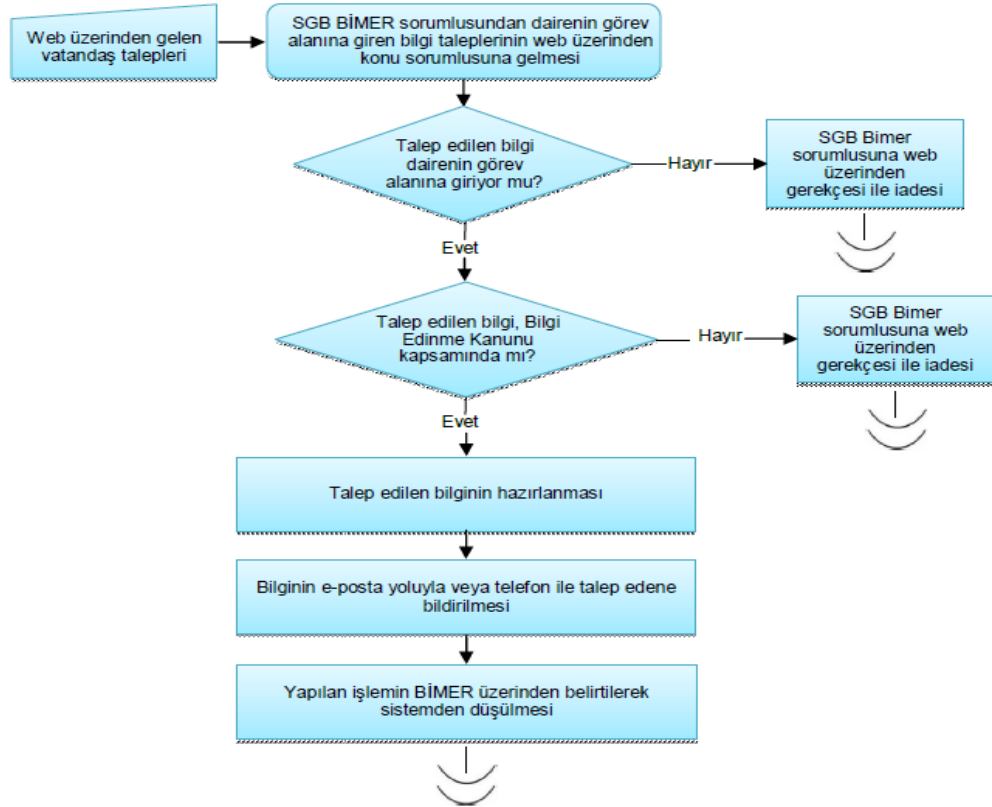 Web üzerinden gelen
vatandaş talepleri
SGB BİMER sorumlusundan dairenin görev
alanına giren bilgi taleplerinin web üzerinden
konu sorumlusuna gelmesi
Talep edilen bilgi
dairenin görev
alanına giriyor mu?
Hayır
SGB Bimer
sorumlusuna web
üzerinden
gerekçesi ile iadesi
Evet
Talep edilen bilgi, Bilgi
Edinme Kanunu
kapsamında mı?
Hayır
SGB Bimer
sorumlusuna web
üzerinden
gerekçesi ile iadesi
Evet
Talep edilen bilginin hazırlanması
Bilginin e-posta yoluyla veya telefon ile talep edene
bildirilmesi
Yapılan işlemin BİMER üzerinden belirtilerek
sistemden düşülmesi